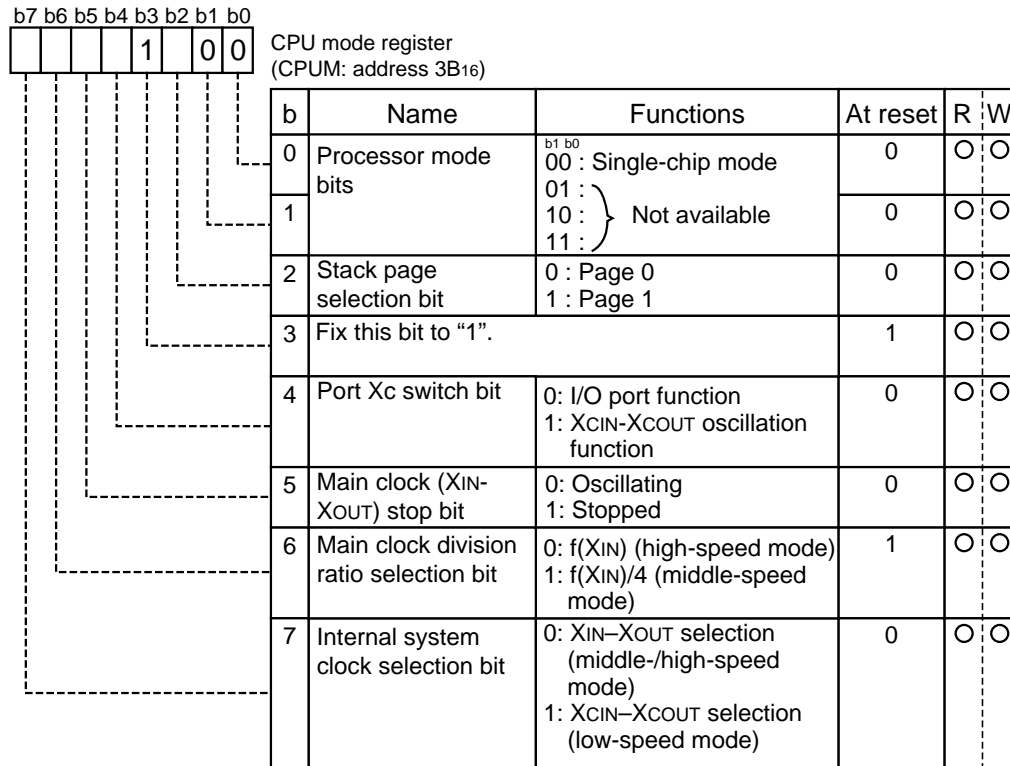 b7 b6 b5 b4 b3 b2 b1 b0
1 0 0
CPU mode register
(CPUM: address 3B16)
b Name Functions At reset R W
0 Processor mode bits
b1 b0
00 : Single-chip mode
01 :
10 : Not available
11 :
0
1 0
2 Stack page selection bit
0 : Page 0
1 : Page 1
0
3 Fix this bit to “1”. 1
4 Port Xc switch bit
0: I/O port function
1: XCIN-XCOUT oscillation
function
0
5 Main clock (XIN-
XOUT) stop bit
0: Oscillating
1: Stopped
0
6 Main clock division
ratio selection bit
0: f(XIN) (high-speed mode)
1: f(XIN)/4 (middle-speed
mode)
1
7 Internal system
clock selection bit
0: XIN–XOUT selection
(middle-/high-speed
mode)
1: XCIN–XCOUT selection
(low-speed mode)
0